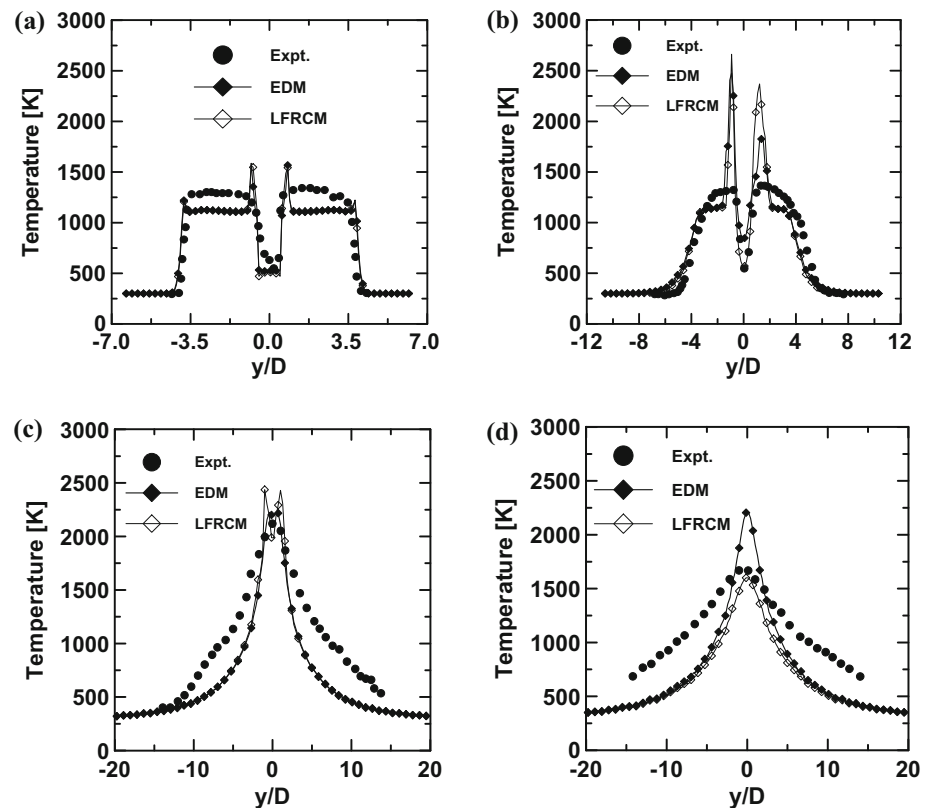 (a)
Temperature [K]
3000
2500
2000
1500
1000
500
0
Expt.
EDM
LFRCM
-7.0 -3.5 0.0 3.5 7.0
y/D
(b)
Temperature [K]
3000
2500
2000
1500
1000
500
0
Expt.
EDM
LFRCM
-12 -8 -4 0 4 8 12
y/D
(c)
Temperature [K]
3000
2500
2000
1500
1000
500
0
Expt.
EDM
LFRCM
-20 -10 0 10 20
y/D
(d)
Temperature [K]
3000
2500
2000
1500
1000
500
0
Expt.
EDM
LFRCM
-20 -10 0 10 20
y/D